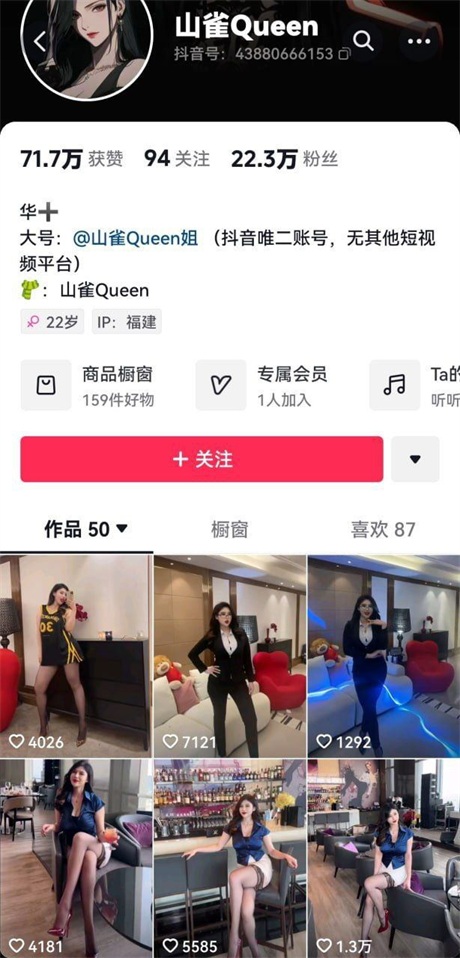 山雀Queen
抖音号：43880666153
71.7万 获赞 94 关注 22.3万 粉丝
华➕
大号：@山雀Queen姐 （抖音唯二账号，无其他短视
频平台）
：山雀Queen
22岁 IP：福建
商品橱窗 专属会员 Ta的
159件好物 1人加入 听听
+ 关注
作品 50 橱窗 喜欢 87
30
4026 7121 1292
4181 5585 1.3万